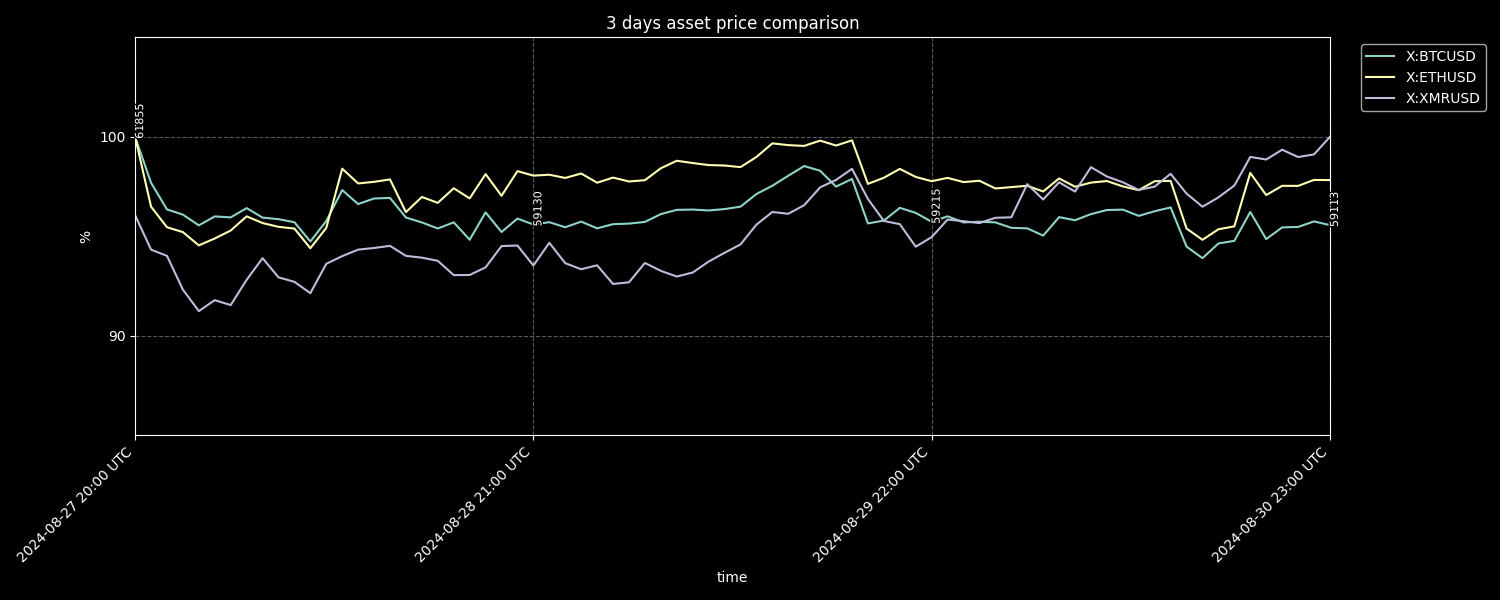 3 days asset price comparison
X:BTCUSD
X:ETHUSD
X:XMRUSD
61855
100
59130
59215
59113
%
90
2024-08-27 20:00 UTC
2024-08-28 21:00 UTC
2024-08-29 22:00 UTC
2024-08-30 23:00 UTC
time